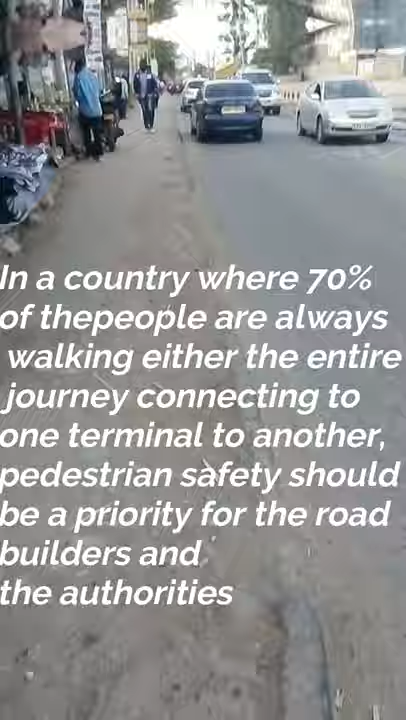 In a country where 70%
of thepeople are always
walking either the entire
journey connecting to
one terminal to another,
pedestrian safety should
be a priority for the road
builders and
the authorities